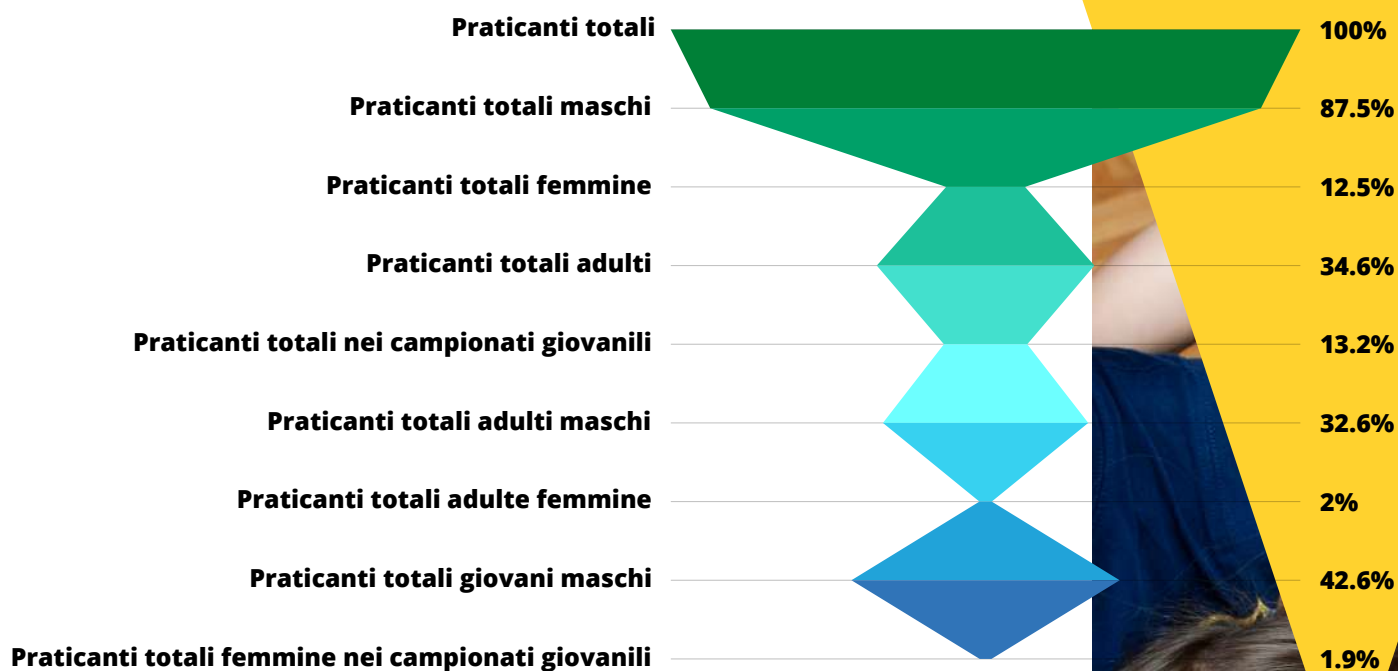 Praticanti totali 100%
Praticanti totali maschi 87.5%
Praticanti totali femmine 12.5%
Praticanti totali adulti 34.6%
Praticanti totali nei campionati giovanili 13.2%
Praticanti totali adulti maschi 32.6%
Praticanti totali adulte femmine 2%
Praticanti totali giovani maschi 42.6%
Praticanti totali femmine nei campionati giovanili 1.9%